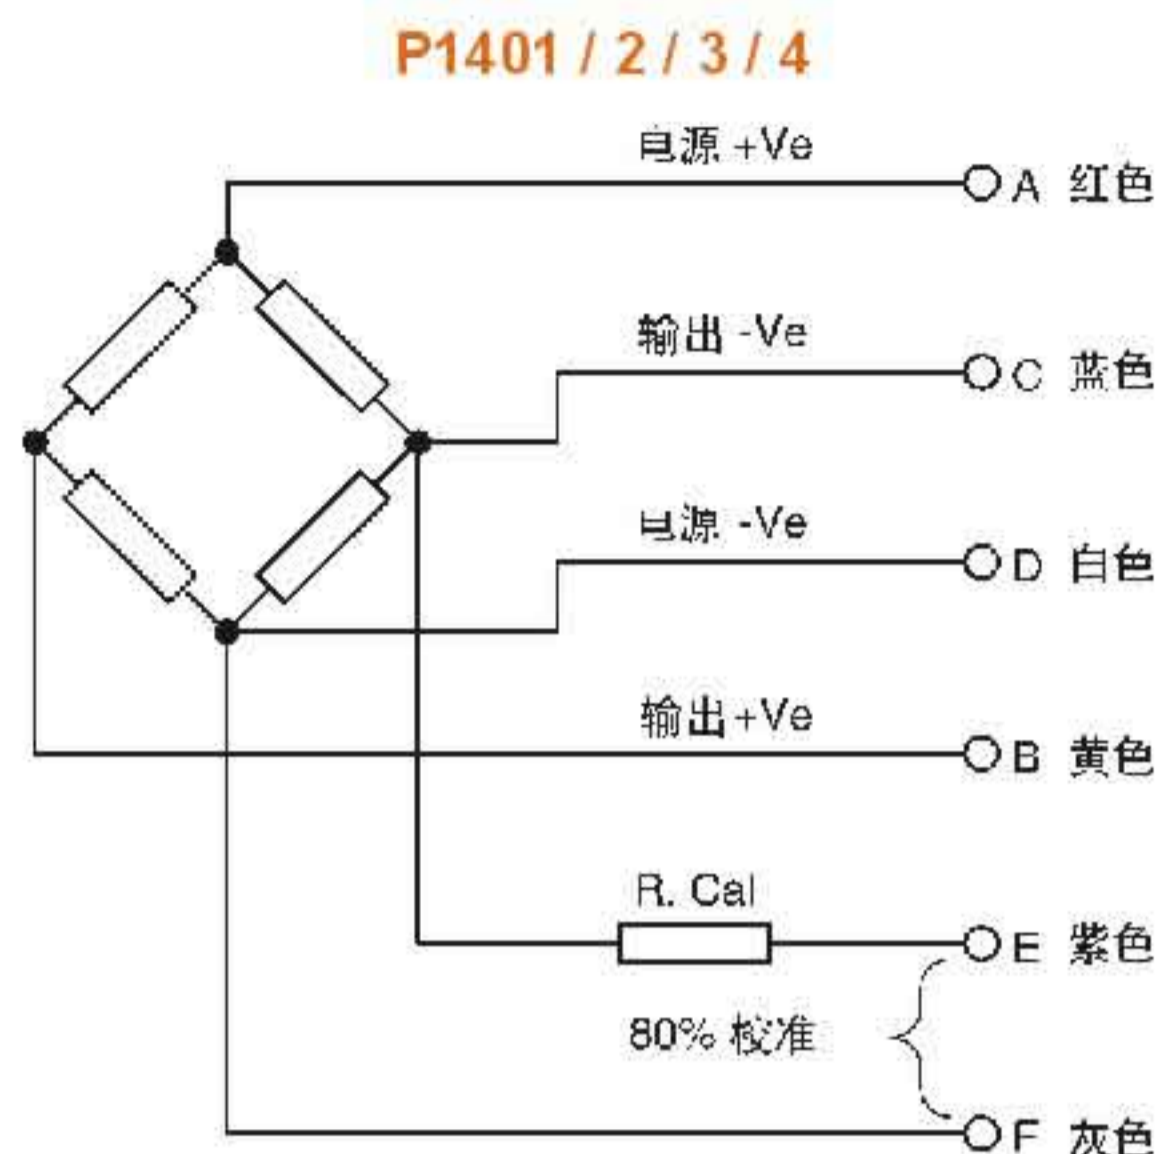 P1401 / 2 / 3 / 4
电源 +Ve
A 红色
输出 -Ve
C 蓝色
电源 -Ve
D 白色
输出+Ve
B 黄色
R. Cal
E 紫色
80% 校准
F 灰色